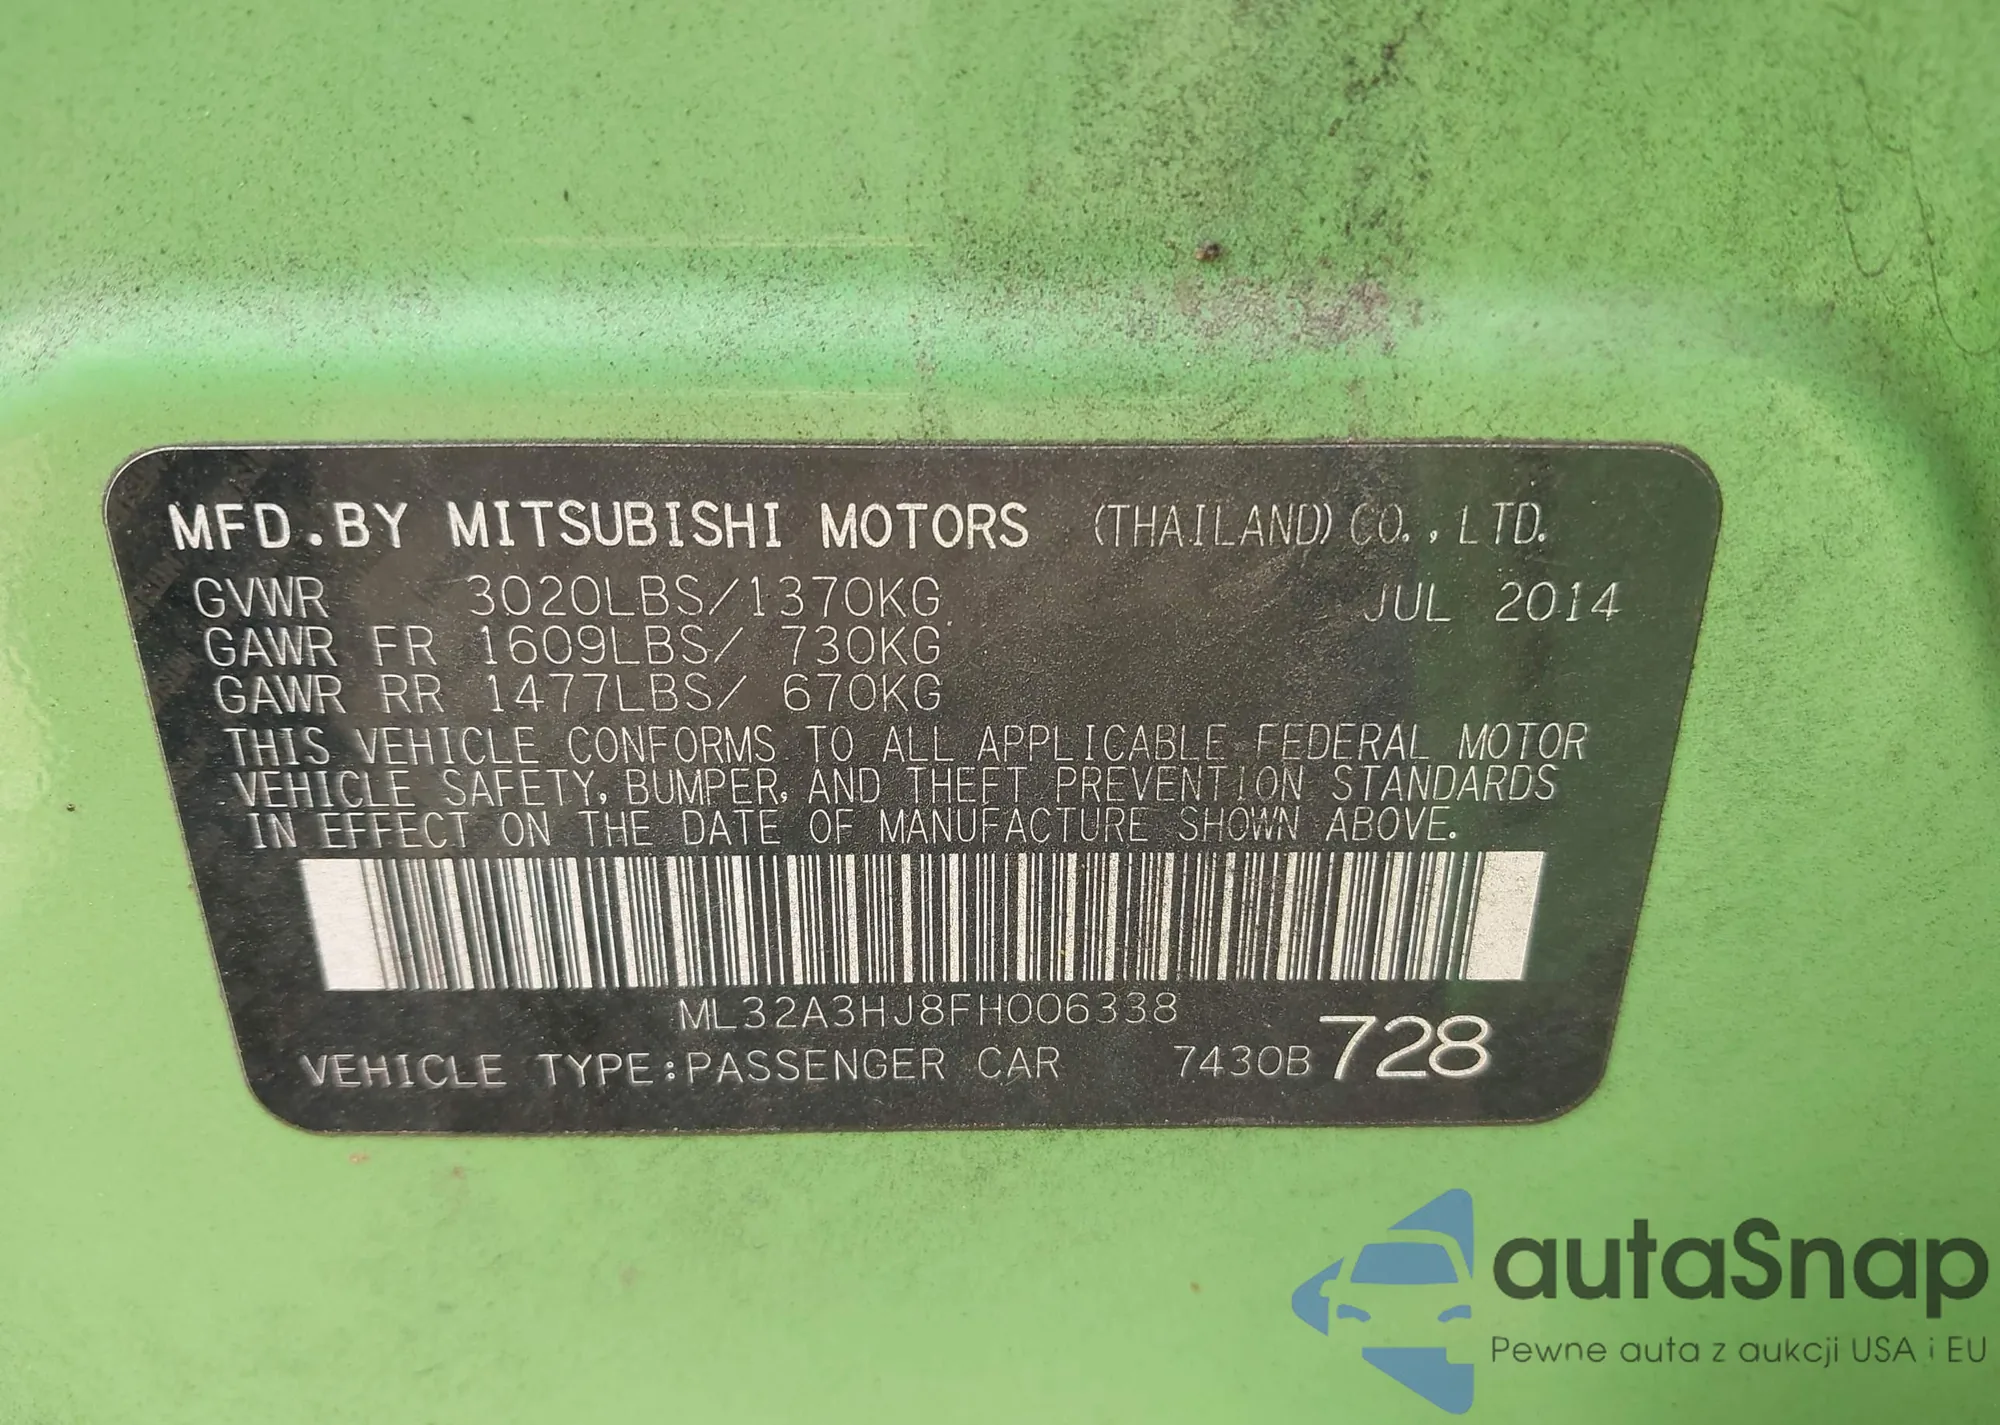 MFD.BY MITSUBISHI MOTORS (THAILAND) CO., LTD.
GVWR 3020LBS/1370KG JUL 2014
GAWR FR 1609LBS/ 730KG
GAWR RR 1477LBS/ 670KG
THIS VEHICLE CONFORMS TO ALL APPLICABLE FEDERAL MOTOR
VEHICLE SAFETY, BUMPER, AND THEFT PREVENTION STANDARDS
IN EFFECT ON THE DATE OF MANUFACTURE SHOWN ABOVE.
ML32A3HJ8FH006338
VEHICLE TYPE:PASSENGER CAR 7430B 728
autaSnap
Pewne auta z aukcji USA i EU